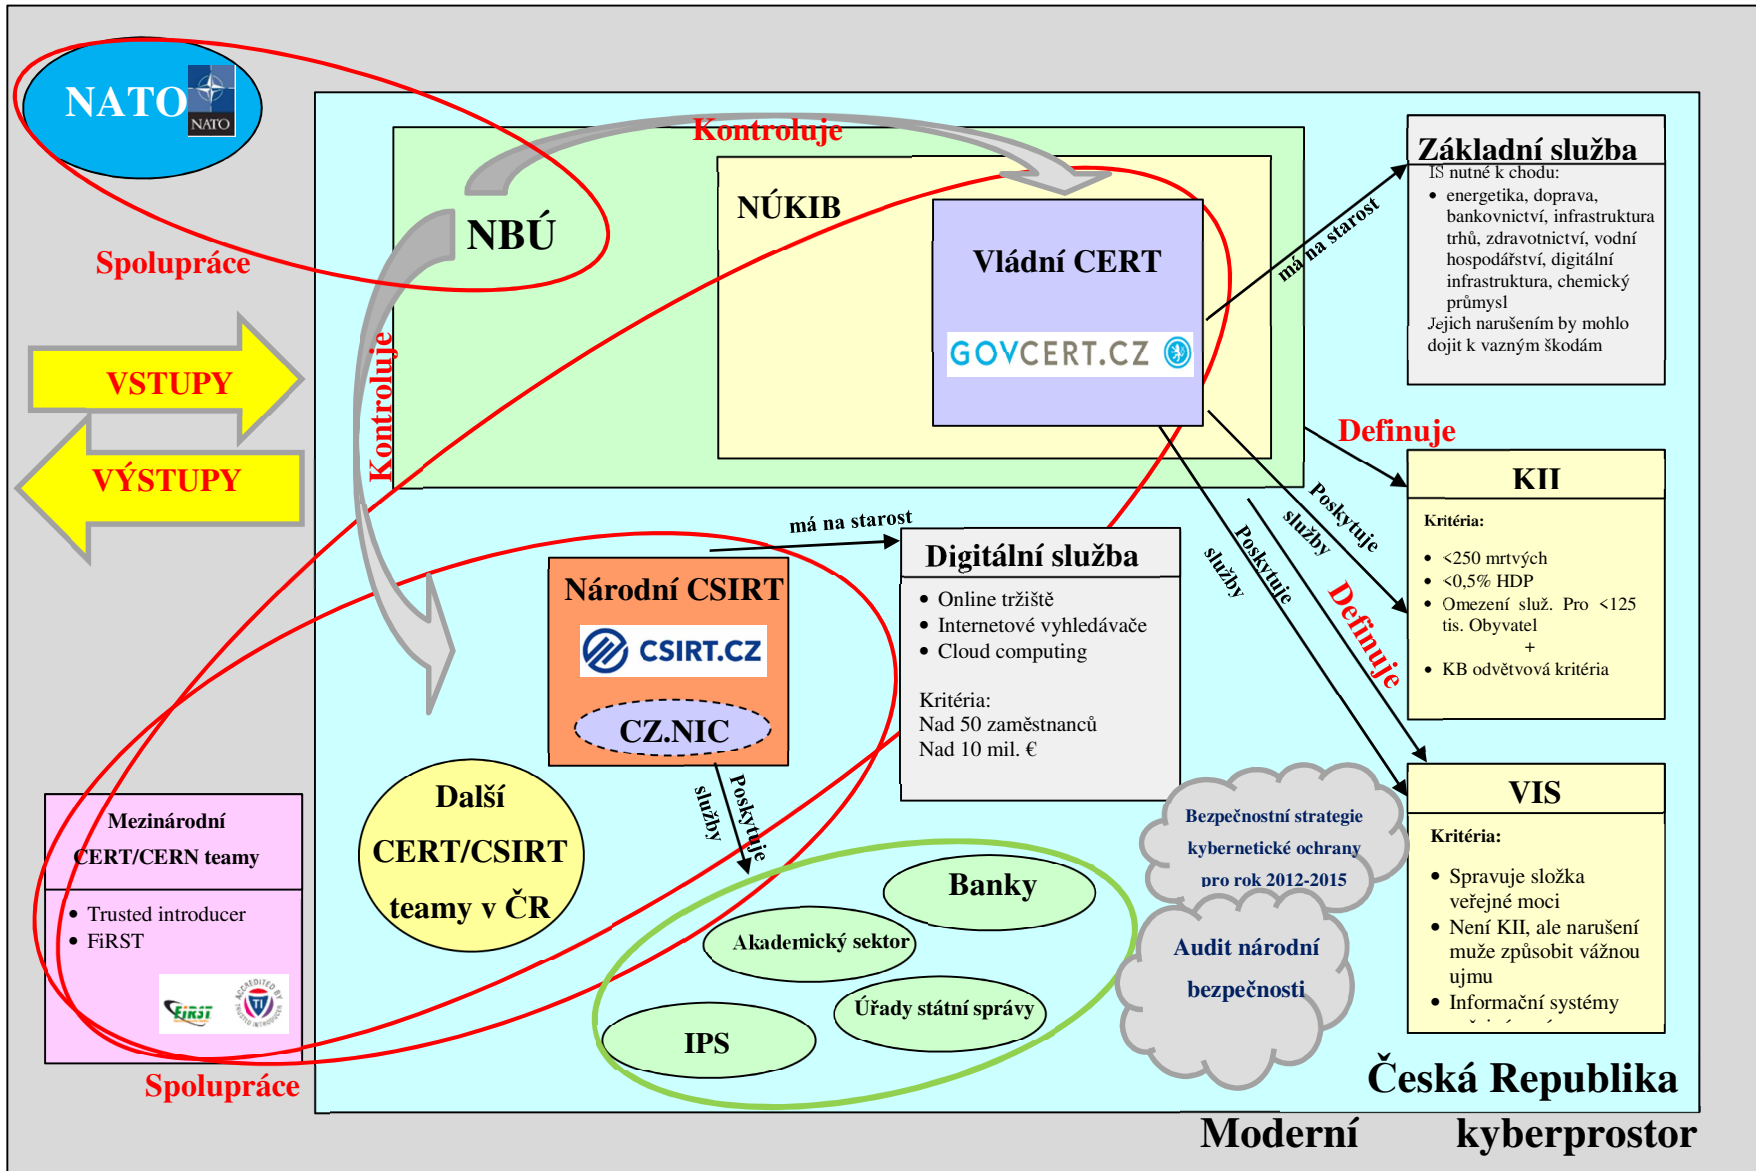 NATO
NATO
Spolupráce
VSTUPY
VÝSTUPY
Kontroluje
Kontroluje
NBÚ
NÚKIB
Vládní CERT
GOVCERT.CZ
má na starost
Základní služba
IS nutné k chodu:
• energetika, doprava,
bankovnictví, infrastruktura
trhů, zdravotnictví, vodní
hospodářství, digitální
infrastruktura, chemický
průmysl
Jejich narušením by mohlo
dojit k vazným škodám
Definuje
KII
Kritéria:
• <250 mrtvých
• <0,5% HDP
• Omezení služ. Pro <125
tis. Obyvatel
+
• KB odvětvová kritéria
Poskytuje
služby
Poskytuje
služby
Definuje
má na starost
Národní CSIRT
CSIRT.CZ
CZ.NIC
Digitální služba
• Online tržiště
• Internetové vyhledávače
• Cloud computing
Kritéria:
Nad 50 zaměstnanců
Nad 10 mil. €
Poskytuje
služby
Další
CERT/CSIRT
teamy v ČR
Mezinárodní
CERT/CERN teamy
• Trusted introducer
• FiRST
FiRST
ACCREDITED BY
TI
TRUSTED INTRODUCER
Spolupráce
Banky
Akademický sektor
Úřady státní správy
IPS
Bezpečnostní strategie
kybernetické ochrany
pro rok 2012-2015
Audit národní
bezpečnosti
VIS
Kritéria:
• Spravuje složka
veřejné moci
• Není KII, ale narušení
muže způsobit vážnou
ujmu
• Informační systémy
Česká Republika
Moderní kyberprostor